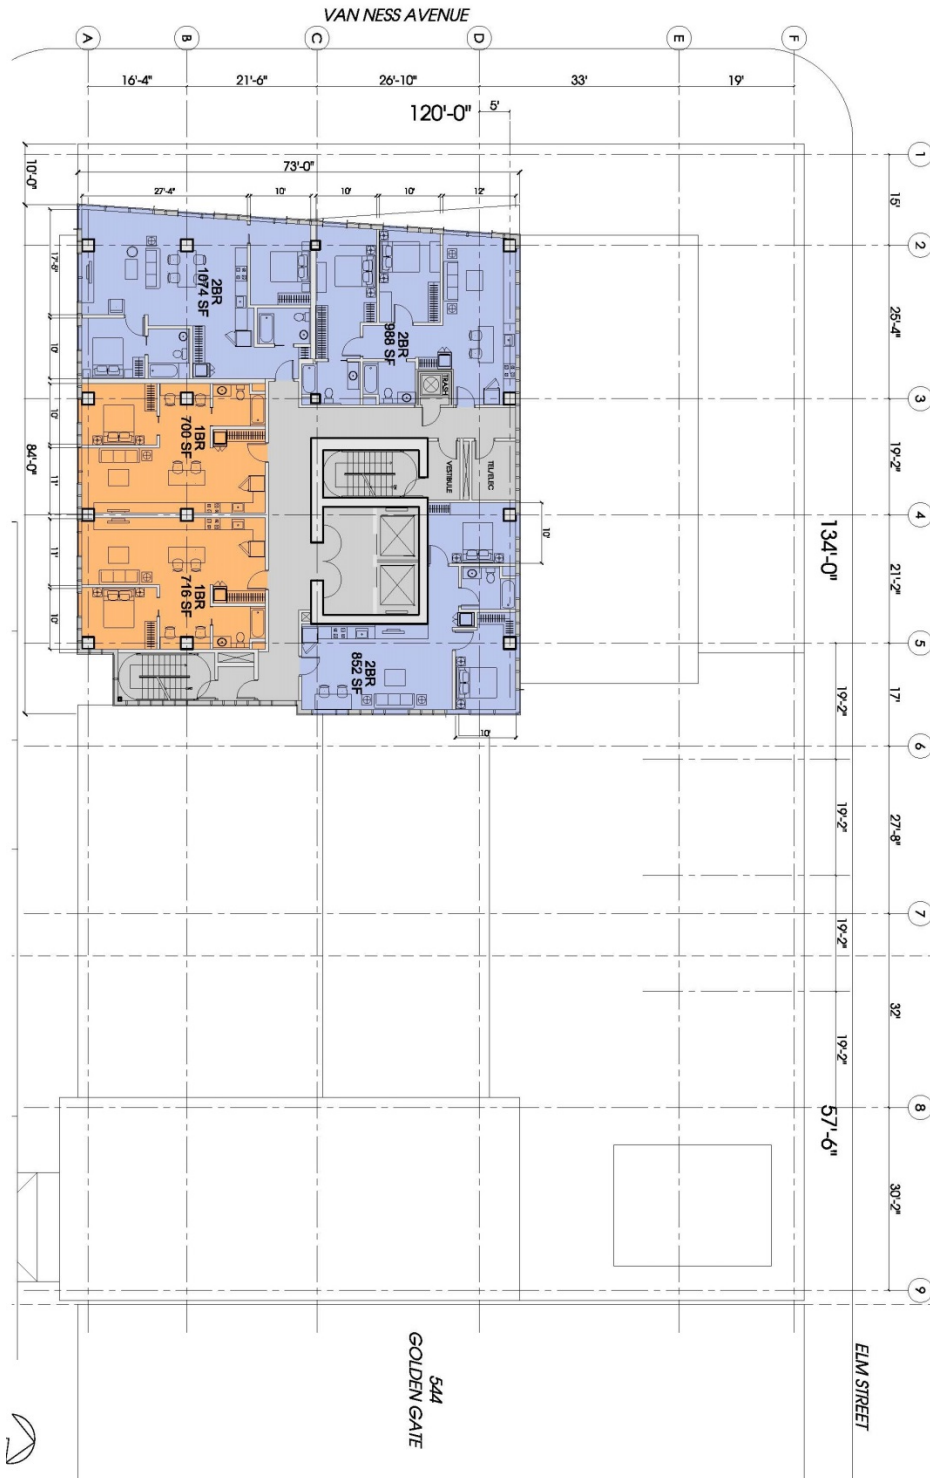 VAN NESS AVENUE
A
B
C
D
E
F
16'-4"
21'-6"
26'-10"
33'
19'
120'-0"
5'
1
10'-0"
73'-0"
15'
27'-4"
10'
10'
10'
12'
2
17'-8"
2BR
1074 SF
25'-4"
2BR
988 SF
10'
TRASH
3
10'
1BR
700 SF
84'-0"
11'
VESTIBULE
TEL/ELEC
19'-2"
4
10'
134'-0"
11'
1BR
716 SF
21'-2"
10'
5
2BR
852 SF
17'
19'-2"
10'
6
19'-2"
27'-8"
7
19'-2"
32"
19'-2"
8
57'-6"
30'-2"
9
544
GOLDEN GATE
ELM STREET